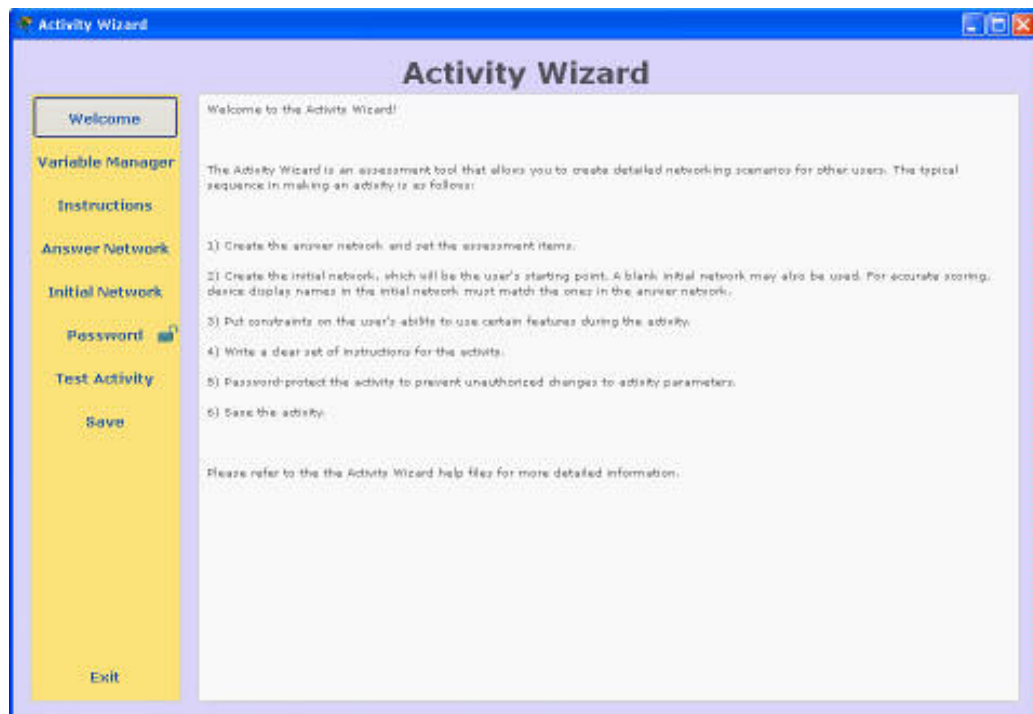 Activity Wizard
Activity Wizard
Welcome
Variable Manager
Instructions
Answer Network
Initial Network
Password
Test Activity
Save
Exit
Welcome to the Activity Wizard!
The Activity Wizard is an assessment tool that allows you to create detailed networking scenarios for other users. The typical
sequence in making an activity is as follows:
1) Create the answer network and set the assessment items.
2) Create the initial network, which will be the user's starting point. A blank initial network may also be used. For accurate scoring,
device display names in the initial network must match the ones in the answer network.
3) Put constraints on the user's ability to use certain features during the activity.
4) Write a clear set of instructions for the activity.
5) Password-protect the activity to prevent unauthorized changes to activity parameters.
6) Save the activity.
Please refer to the the Activity Wizard help files for more detailed information.